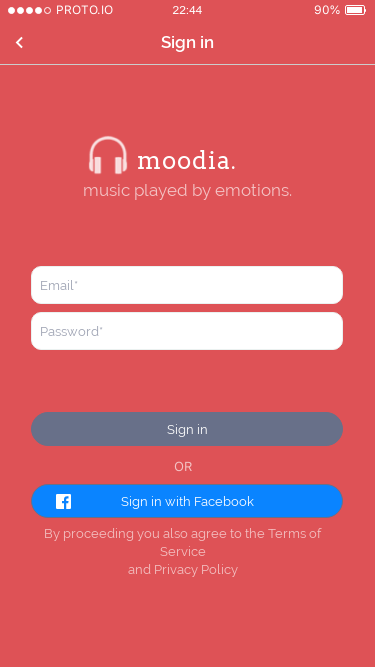 PROTO.IO 22:44 90%
Sign in
moodia.
music played by emotions.
Email*
Password*
Sign in
OR
Sign in with Facebook
By proceeding you also agree to the Terms of
Service
and Privacy Policy